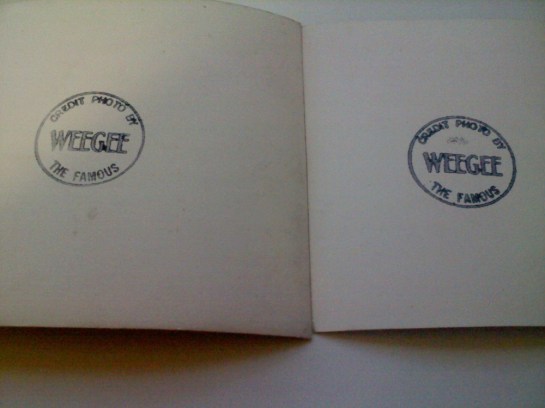 CREDIT PHOTO BY
WEEGEE
THE FAMOUS
CREDIT PHOTO BY
WEEGEE
THE FAMOUS